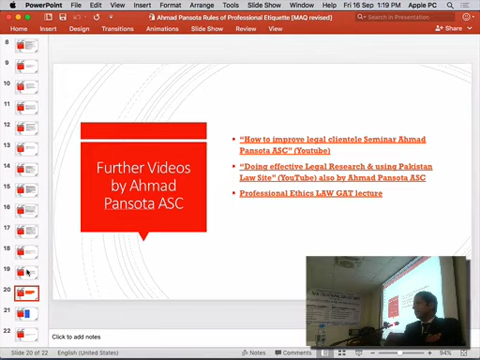 PowerPoint File Edit View Insert Format Arrange Tools Slide Show Window Fri 16 Sep 1:19 PM Apple PC
Ahmad Pansota Rules of Professional Etiquette [MAQ revised]
Search in Presentation
Home Insert Design Transitions Animations Slide Show Review View
Share
8
9
10
11
12
13
14
15
16
17
18
19
20
21
22
Further Videos
by Ahmad
Pansota ASC
"How to improve legal clientele Seminar Ahmad
Pansota ASC" (Youtube)
"Doing effective Legal Research & using Pakistan
Law Site" (YouTube) also by Ahmad Pansota ASC
Professional Ethics LAW GAT lecture
Click to add notes
Slide 20 of 22 English (United States) Notes Comments 94%